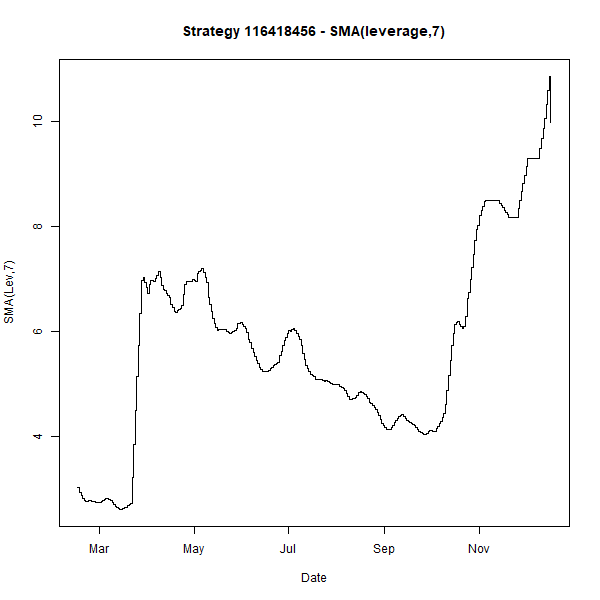 Strategy 116418456 - SMA(leverage,7)
SMA(Lev,7)
10
8
6
4
Mar May Jul Sep Nov
Date